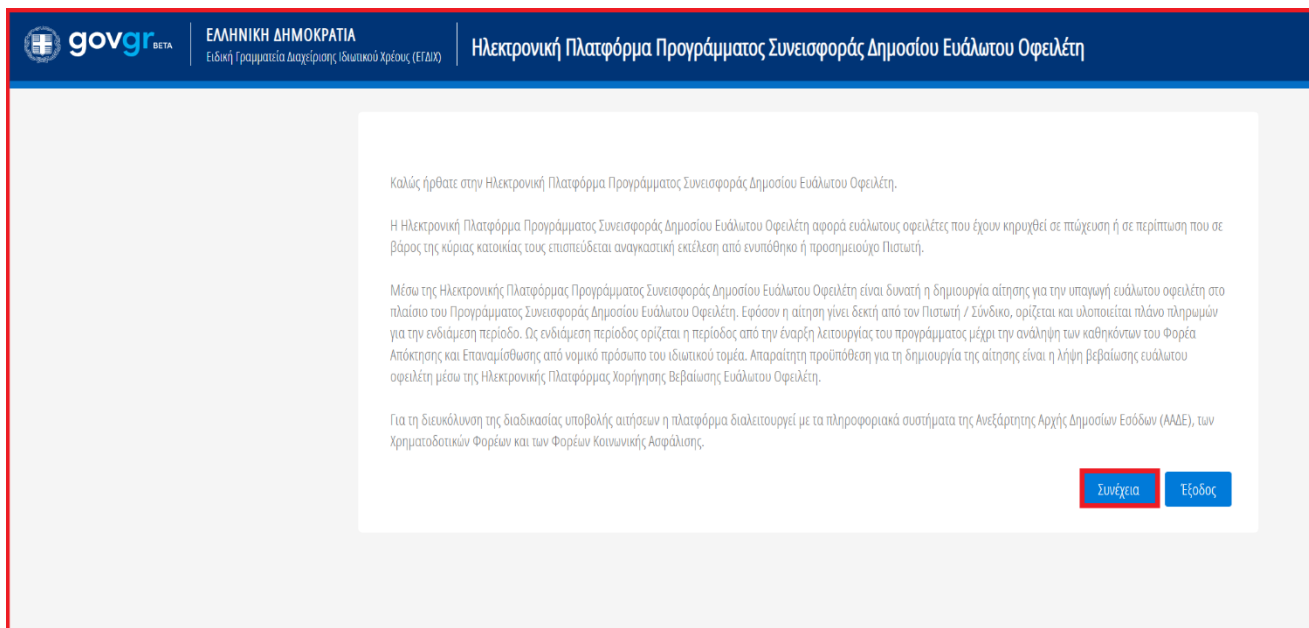 govgr BETA
ΕΛΛΗΝΙΚΗ ΔΗΜΟΚΡΑΤΙΑ
Ειδική Γραμματεία Διαχείρισης Ιδιωτικού Χρέους (ΕΓΔΙΧ)
Ηλεκτρονική Πλατφόρμα Προγράμματος Συνεισφοράς Δημοσίου Ευάλωτου Οφειλέτη
Καλώς ήρθατε στην Ηλεκτρονική Πλατφόρμα Προγράμματος Συνεισφοράς Δημοσίου Ευάλωτου Οφειλέτη.
Η Ηλεκτρονική Πλατφόρμα Προγράμματος Συνεισφοράς Δημοσίου Ευάλωτου Οφειλέτη αφορά ευάλωτους οφειλέτες που έχουν κηρυχθεί σε πτώχευση ή σε περίπτωση που σε
βάρος της κύριας κατοικίας τους επισπεύδεται αναγκαστική εκτέλεση από ενυπόθηκο ή προσημειούχο Πιστωτή.
Μέσω της Ηλεκτρονικής Πλατφόρμας Προγράμματος Συνεισφοράς Δημοσίου Ευάλωτου Οφειλέτη είναι δυνατή η δημιουργία αίτησης για την υπαγωγή ευάλωτου οφειλέτη στο
πλαίσιο του Προγράμματος Συνεισφοράς Δημοσίου Ευάλωτου Οφειλέτη. Εφόσον η αίτηση γίνει δεκτή από τον Πιστωτή / Σύνδικο, ορίζεται και υλοποιείται πλάνο πληρωμών
για την ενδιάμεση περίοδο. Ως ενδιάμεση περίοδος ορίζεται η περίοδος από την έναρξη λειτουργίας του προγράμματος μέχρι την ανάληψη των καθηκόντων του Φορέα
Απόκτησης και Επαναμίσθωσης από νομικό πρόσωπο του ιδιωτικού τομέα. Απαραίτητη προϋπόθεση για τη δημιουργία της αίτησης είναι η λήψη βεβαίωσης ευάλωτου
οφειλέτη μέσω της Ηλεκτρονικής Πλατφόρμας Χορήγησης Βεβαίωσης Ευάλωτου Οφειλέτη.
Για τη διευκόλυνση της διαδικασίας υποβολής αιτήσεων η πλατφόρμα διαλειτουργεί με τα πληροφοριακά συστήματα της Ανεξάρτητης Αρχής Δημοσίων Εσόδων (ΑΑΔΕ), των
Χρηματοδοτικών Φορέων και των Φορέων Κοινωνικής Ασφάλισης.
Συνέχεια Έξοδος